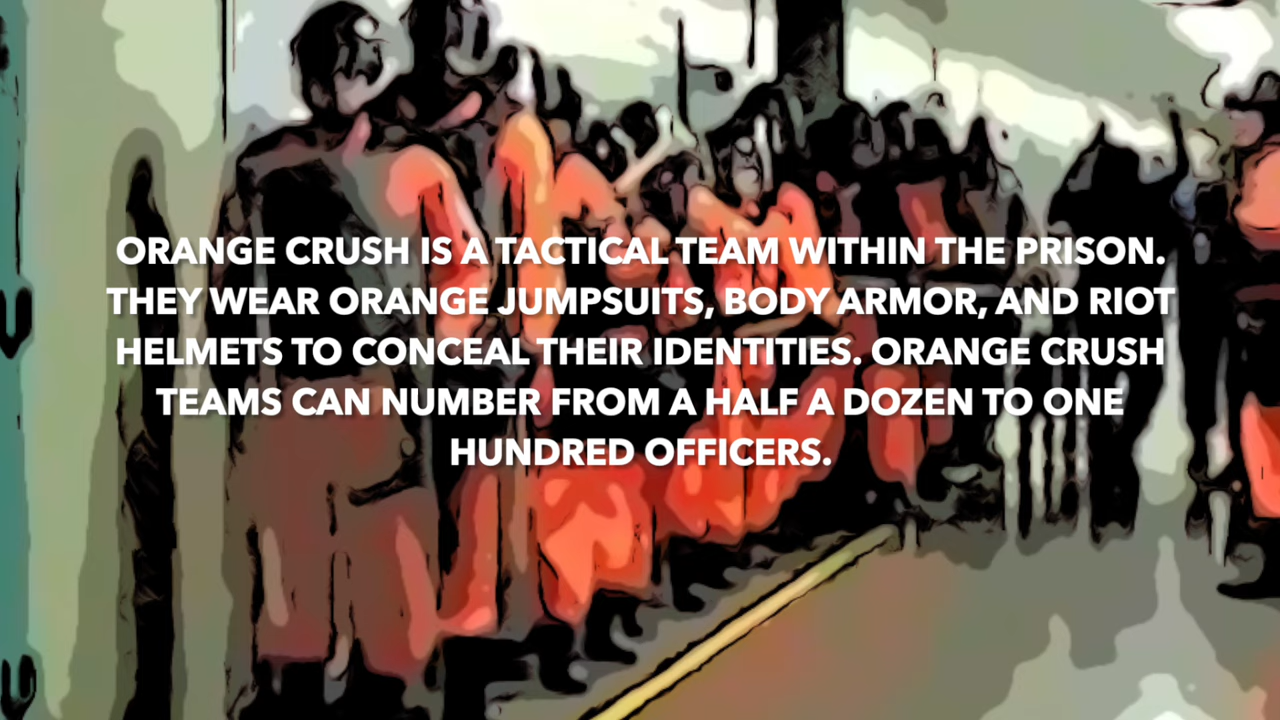 ORANGE CRUSH IS A TACTICAL TEAM WITHIN THE PRISON.
THEY WEAR ORANGE JUMPSUITS, BODY ARMOR, AND RIOT
HELMETS TO CONCEAL THEIR IDENTITIES. ORANGE CRUSH
TEAMS CAN NUMBER FROM A HALF A DOZEN TO ONE
HUNDRED OFFICERS.